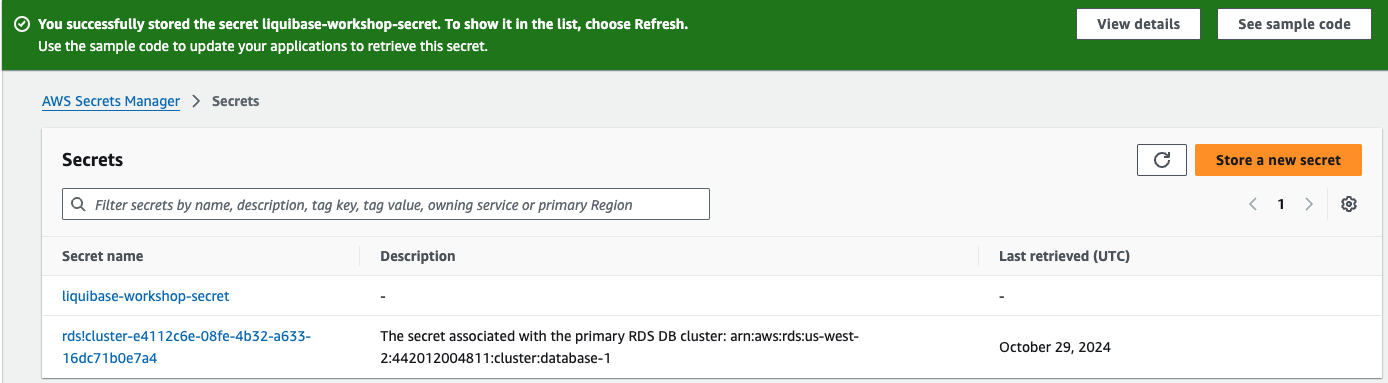 You successfully stored the secret liquibase-workshop-secret. To show it in the list, choose Refresh.
Use the sample code to update your applications to retrieve this secret.
View details
See sample code
AWS Secrets Manager > Secrets
Secrets
Store a new secret
Filter secrets by name, description, tag key, tag value, owning service or primary Region
1
Secret name Description Last retrieved (UTC)
liquibase-workshop-secret - -
rds!cluster-e4112c6e-08fe-4b32-a633-
16dc71b0e7a4
The secret associated with the primary RDS DB cluster: arn:aws:rds:us-west-
2:442012004811:cluster:database-1
October 29, 2024